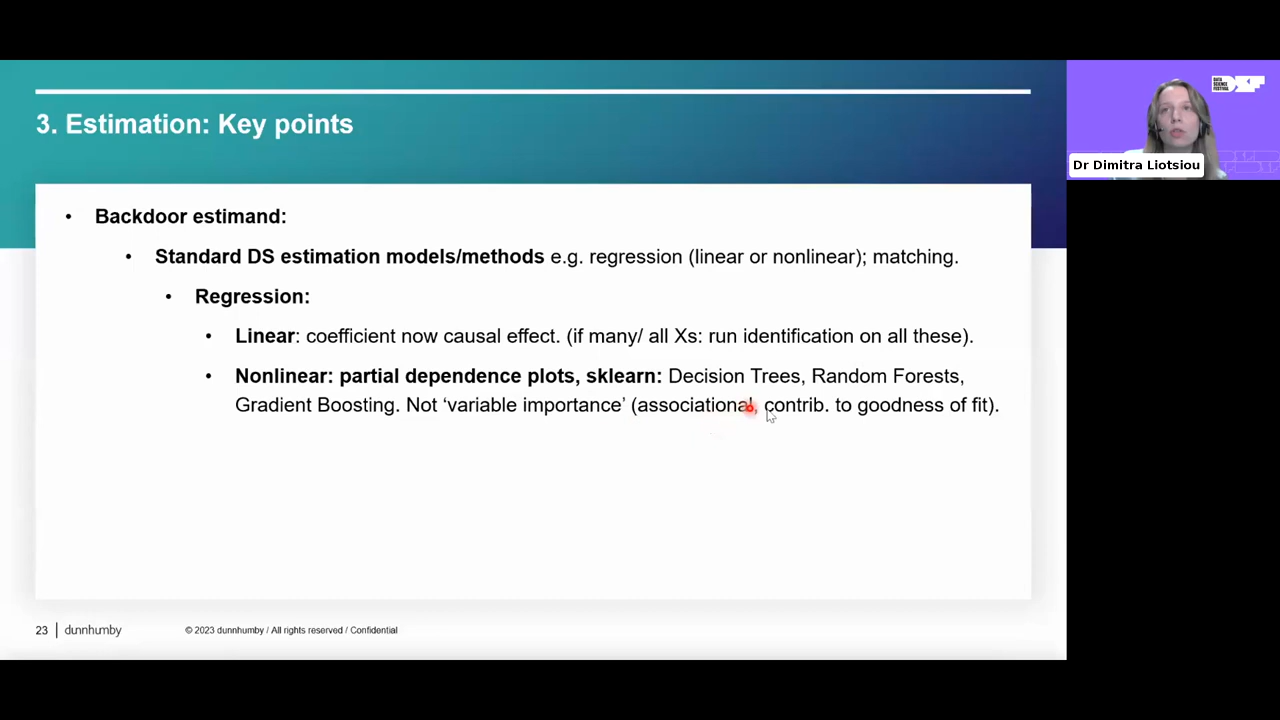 3. Estimation: Key points
DATA
SCIENCE
FESTIVAL
Dr Dimitra Liotsiou
• Backdoor estimand:
• Standard DS estimation models/methods e.g. regression (linear or nonlinear); matching.
• Regression:
• Linear: coefficient now causal effect. (if many/ all Xs: run identification on all these).
• Nonlinear: partial dependence plots, sklearn: Decision Trees, Random Forests,
Gradient Boosting. Not ‘variable importance’ (associational, contrib. to goodness of fit).
23 | dunnhumby © 2023 dunnhumby / All rights reserved / Confidential